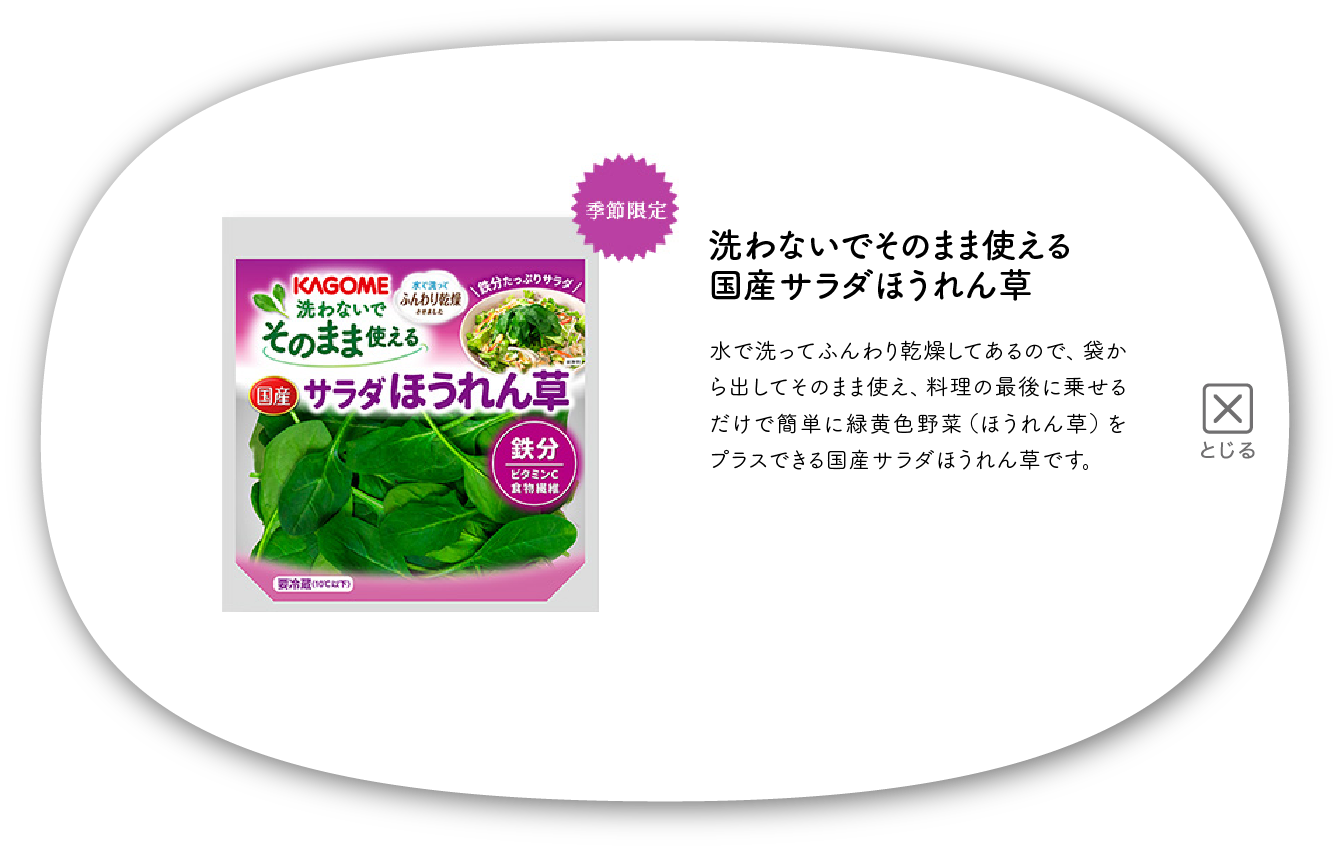 季節限定
洗わないでそのまま使える
国産サラダほうれん草
水で洗ってふんわり乾燥してあるので、袋か
ら出してそのまま使え、料理の最後に乗せる
だけで簡単に緑黄色野菜（ほうれん草）を
プラスできる国産サラダほうれん草です。
とじる
KAGOME
洗わないで
そのまま使える
水で洗って
ふんわり乾燥
\鉄分たっぷりサラダ/
国産
サラダほうれん草
鉄分
ビタミンC
食物繊維
要冷蔵(10℃以下)